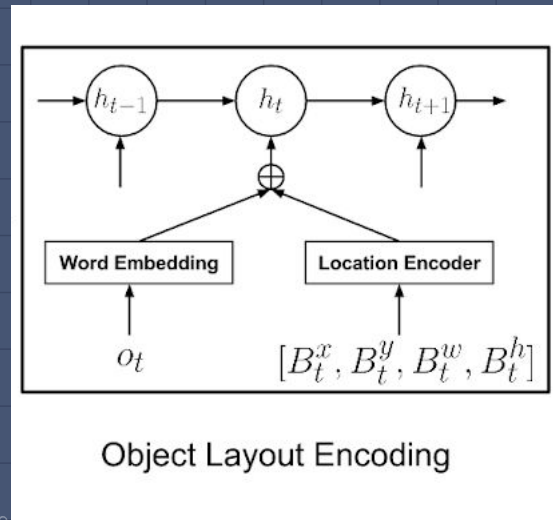 h_{t-1} h_t h_{t+1}
⊕
Word Embedding Location Encoder
o_t [B_t^x, B_t^y, B_t^w, B_t^h]
Object Layout Encoding